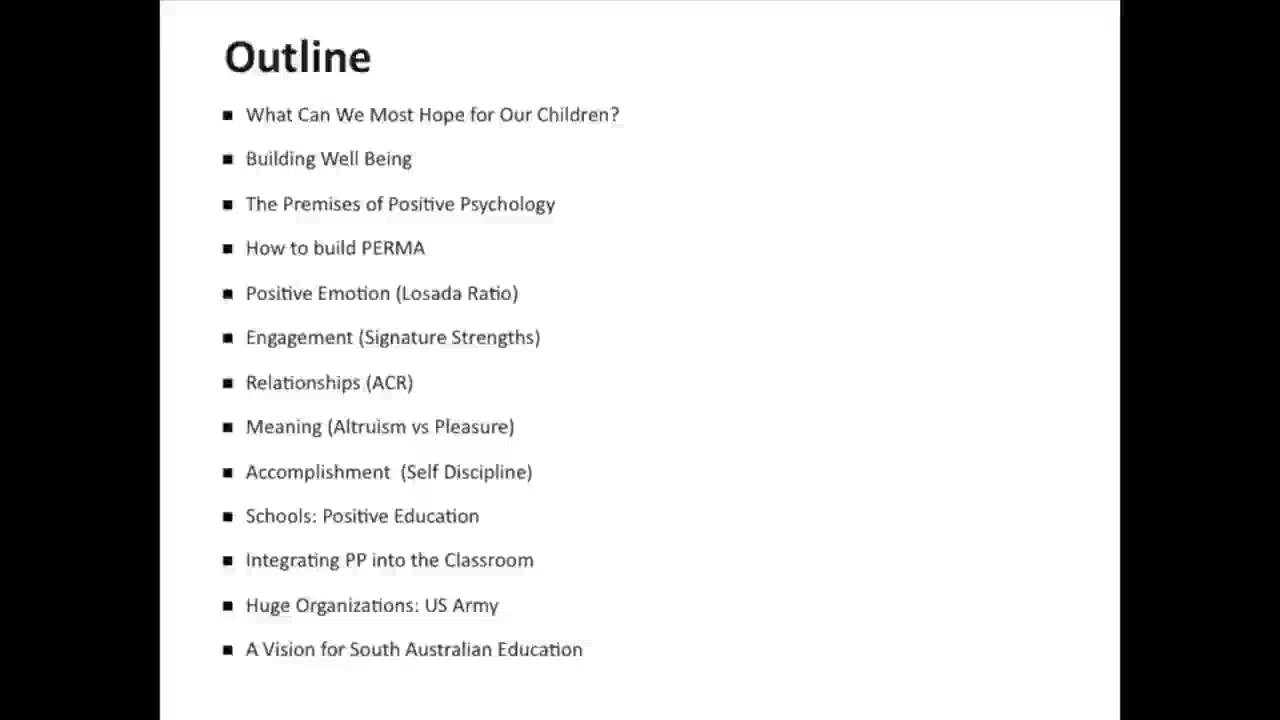 Outline
▪ What Can We Most Hope for Our Children?
▪ Building Well Being
▪ The Premises of Positive Psychology
▪ How to build PERMA
▪ Positive Emotion (Losada Ratio)
▪ Engagement (Signature Strengths)
▪ Relationships (ACR)
▪ Meaning (Altruism vs Pleasure)
▪ Accomplishment  (Self Discipline)
▪ Schools: Positive Education
▪ Integrating PP into the Classroom
▪ Huge Organizations: US Army
▪ A Vision for South Australian Education